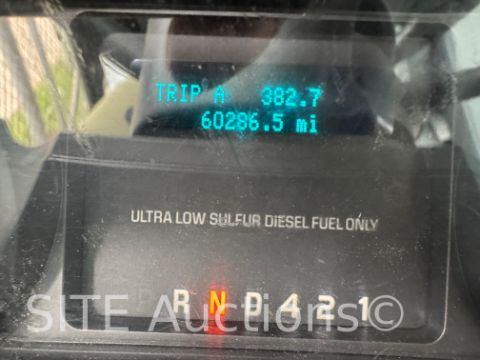 TRIP A 382.7
60286.5 mi
ULTRA LOW SULFUR DIESEL FUEL ONLY
R N D 4 2 1
SITE Auctions®